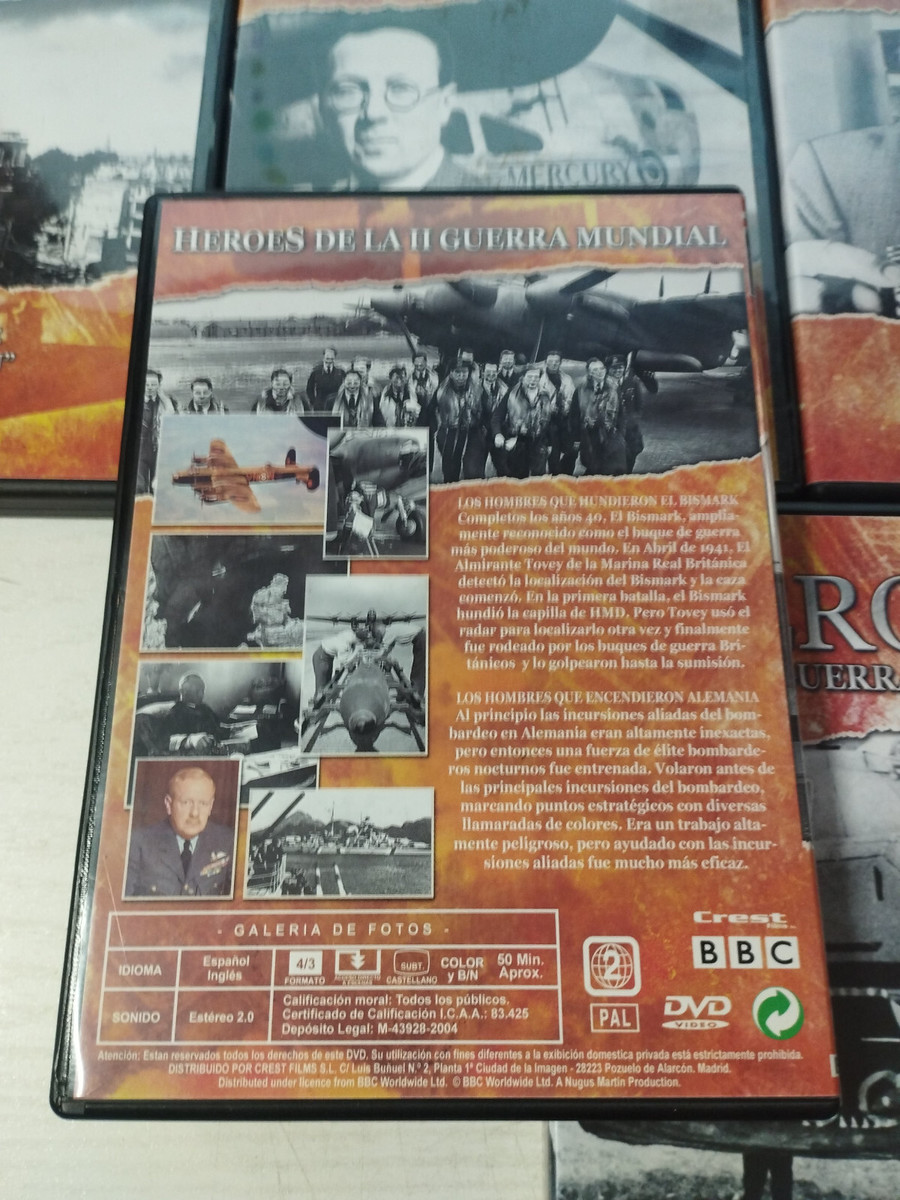 MERCURY
HEROES DE LA II GUERRA MUNDIAL
LOS HOMBRES QUE HUNDIERON EL BISMARK
Completos los años 40, El Bismark, amplia-
mente reconocido como el buque de guerra
más poderoso del mundo. En Abril de 1941, El
Almirante Tovey de la Marina Real Británica
detectó la localización del Bismark y la caza
comenzó. En la primera batalla, el Bismark
hundió la capilla de HMD. Pero Tovey usó el
radar para localizarlo otra vez y finalmente
fue rodeado por los buques de guerra Bri-
tánicos y lo golpearon hasta la sumisión.
LOS HOMBRES QUE ENCENDIERON ALEMANIA
Al principio las incursiones aliadas del bom-
bardeo en Alemania eran altamente inexactas,
pero entonces una fuerza de élite bombarde-
ros nocturnos fue entrenada. Volaron antes de
las principales incursiones del bombardeo,
marcando puntos estratégicos con diversas
llamaradas de colores. Era un trabajo alta-
mente peligroso, pero ayudado con las incur-
siones aliadas fue mucho más eficaz.
- GALERIA DE FOTOS -
IDIOMA
Español
Inglés
4/3
FORMATO
SUBT.
CASTELLANO
COLOR
y B/N
50 Min.
Aprox.
SONIDO
Estéreo 2.0
Calificación moral: Todos los públicos.
Certificado de Calificación I.C.A.A.: 83.425
Depósito Legal: M-43928-2004
2
PAL
Crest
Films
BBC
DVD
VIDEO
Atención: Estan reservados todos los derechos de este DVD. Su utilización con fines diferentes a la exibición domestica privada está estrictamente prohibida.
DISTRIBUIDO POR CREST FILMS S.L. C/ Luis Buñuel N.º 2, Planta 1ª Ciudad de la Imagen - 28223 Pozuelo de Alarcón. Madrid.
Distributed under licence from BBC Worldwide Ltd. © BBC Worldwide Ltd. A Nugus Martin Production.
RO
UERRA